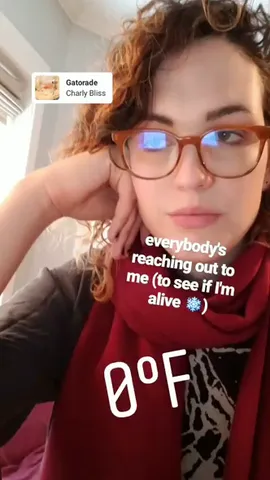 Gatorade
Charly Bliss
everybody's
reaching out to
me (to see if I'm
alive ❄️)
0°F